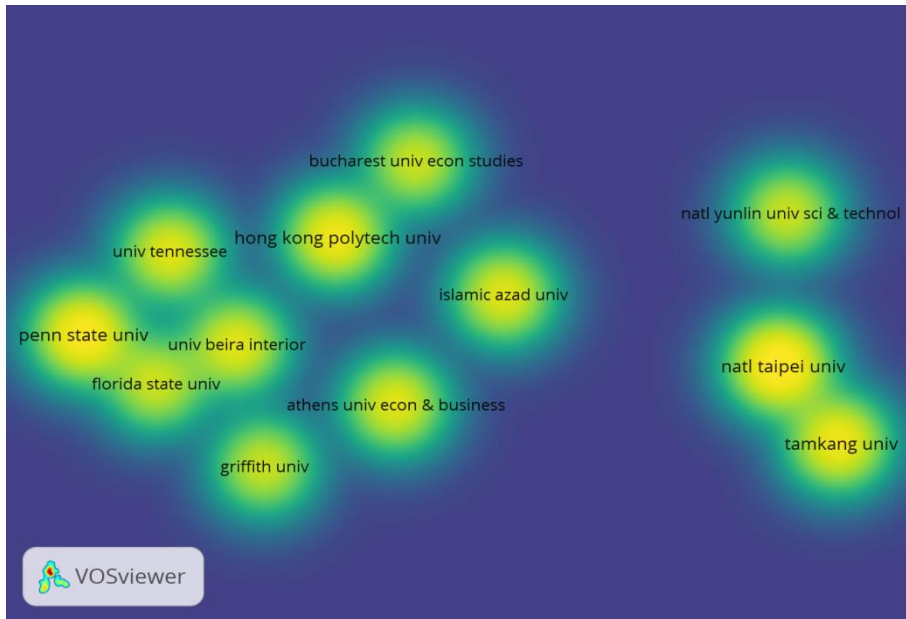 bucharest univ econ studies
natl yunlin univ sci & technol
hong kong polytech univ
univ tennessee
islamic azad univ
penn state univ
univ beira interior
natl taipei univ
florida state univ
athens univ econ & business
tamkang univ
griffith univ
VOSviewer